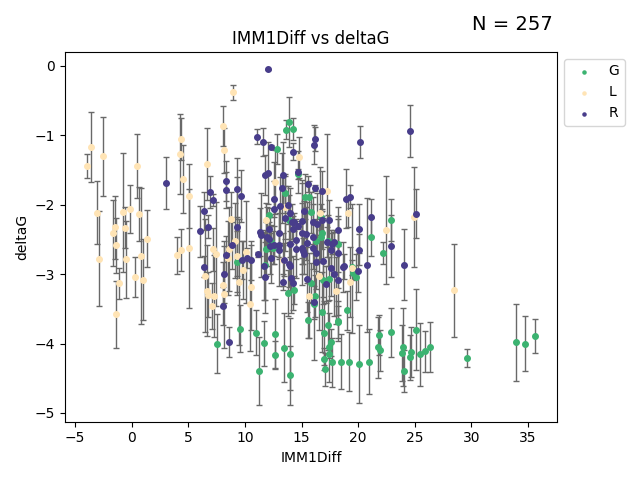 N = 257
IMM1Diff vs deltaG
G
L
R
0
−1
−2
−3
−4
−5
deltaG
−5 0 5 10 15 20 25 30 35
IMM1Diff